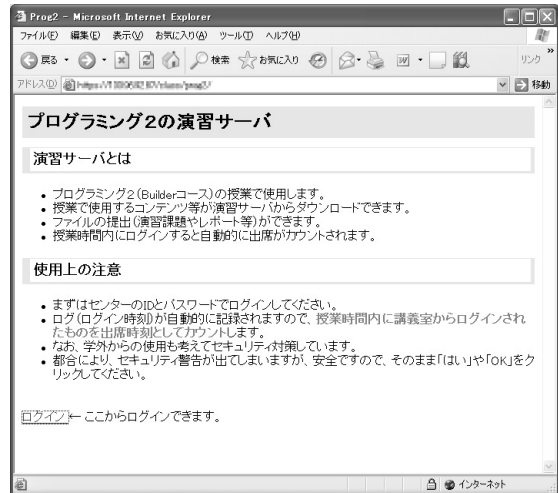 Prog2 - Microsoft Internet Explorer
ファイル(F) 編集(E) 表示(V) お気に入り(A) ツール(T) ヘルプ(H)
戻る 検索 お気に入り リンク »
アドレス(D) 移動
プログラミング2の演習サーバ
演習サーバとは
• プログラミング2(Builderコース)の授業で使用します。
• 授業で使用するコンテンツ等が演習サーバからダウンロードできます。
• ファイルの提出(演習課題やレポート等)ができます。
• 授業時間内にログインすると自動的に出席がカウントされます。
使用上の注意
• まずはセンターのIDとパスワードでログインしてください。
• ログ(ログイン時刻)が自動的に記録されますので、授業時間内に講義室からログインされ
たものを出席時刻としてカウントします。
• なお、学外からの使用も考えてセキュリティ対策しています。
• 都合により、セキュリティ警告が出てしまいますが、安全ですので、そのまま「はい」や「OK」をク
リックしてください。
ログイン ← ここからログインできます。
インターネット